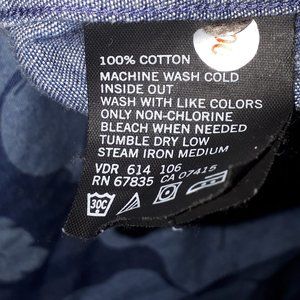 100% COTTON
MACHINE WASH COLD
INSIDE OUT
WASH WITH LIKE COLORS
ONLY NON-CHLORINE
BLEACH WHEN NEEDED
TUMBLE DRY LOW
STEAM IRON MEDIUM
VDR 614 106
RN 67835 CA 07415
30C